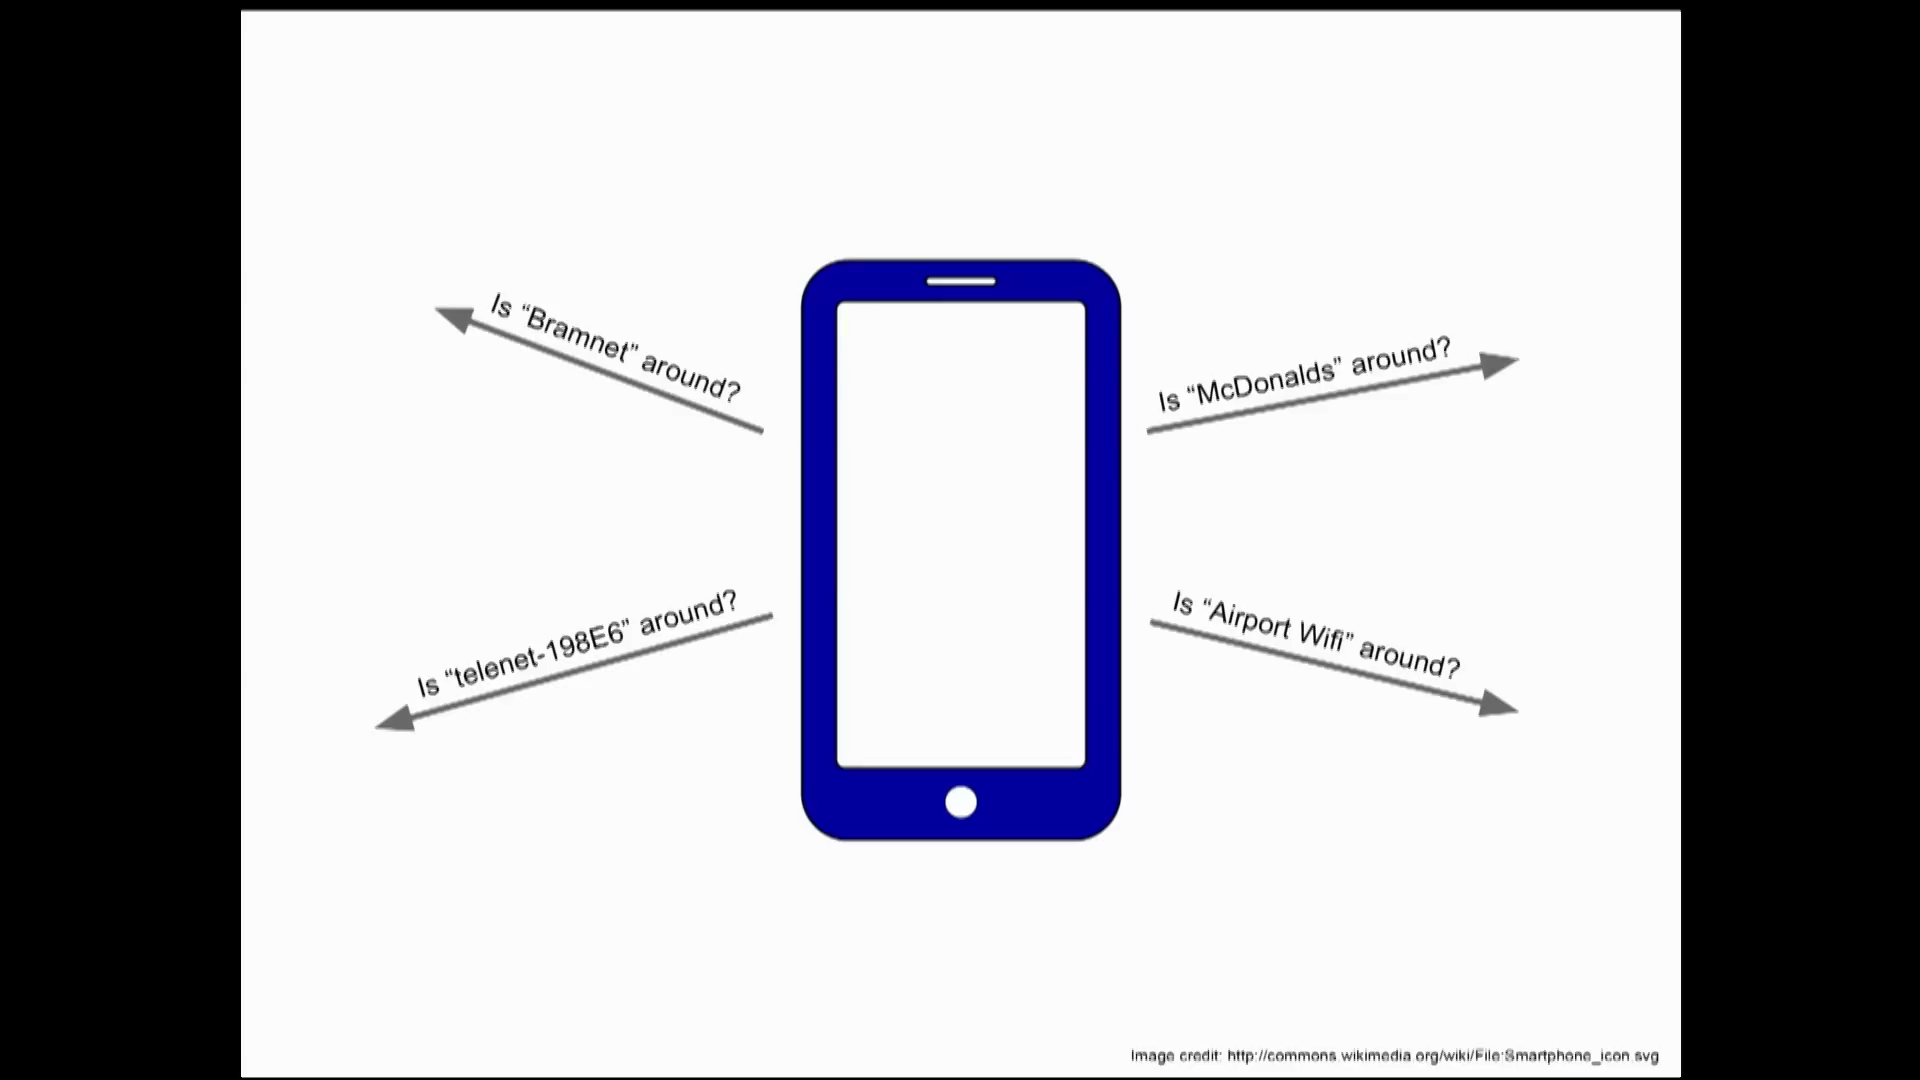 Is “Bramnet” around?
Is “McDonalds” around?
Is “telenet-198E6” around?
Is “Airport Wifi” around?
Image credit: http://commons.wikimedia.org/wiki/File:Smartphone_icon.svg